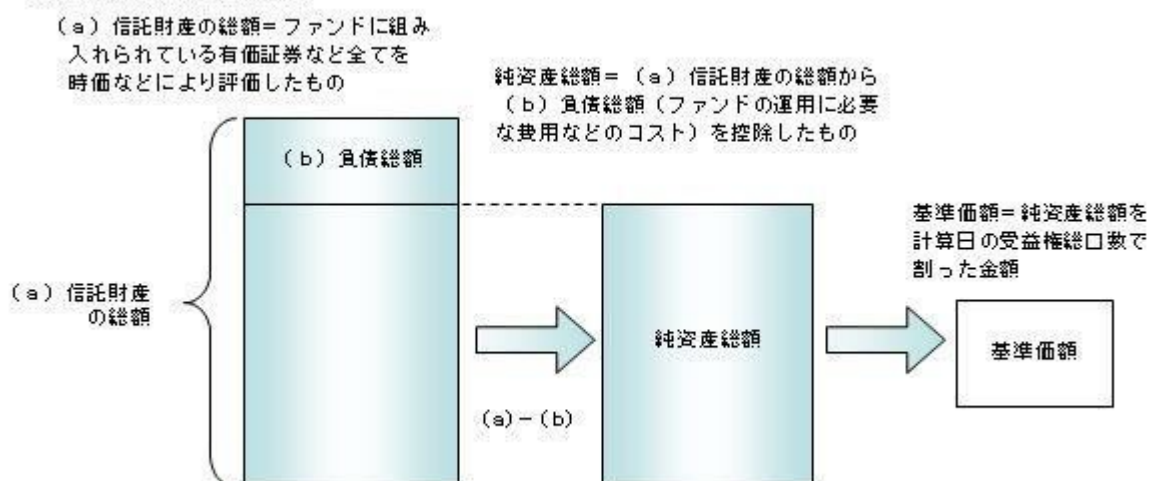 （a）信託財産の総額＝ファンドに組み
入れられている有価証券など全てを
時価などにより評価したもの
純資産総額＝（a）信託財産の総額から
（b）負債総額（ファンドの運用に必要
な費用などのコスト）を控除したもの
（b）負債総額
基準価額＝純資産総額を
計算日の受益権総口数で
割った金額
（a）信託財産
の総額
純資産総額
基準価額
（a）－（b）